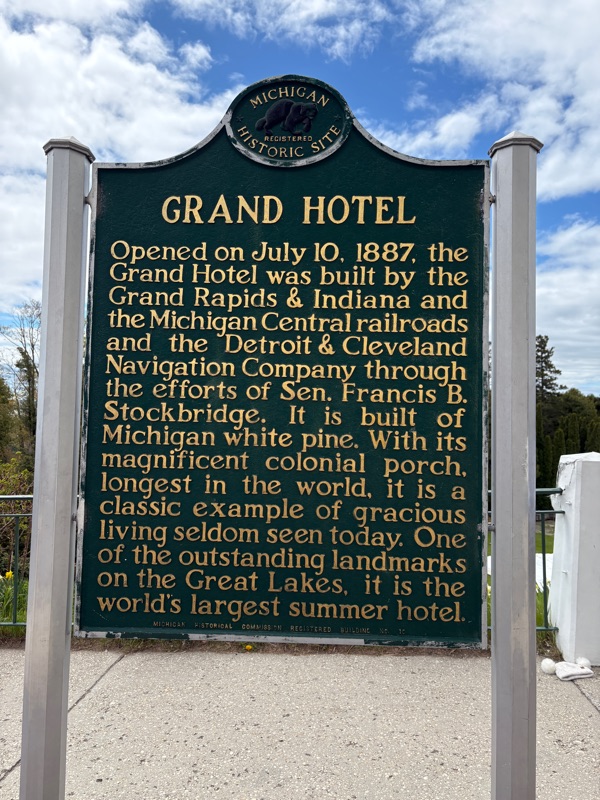 MICHIGAN
REGISTERED
HISTORIC SITE
GRAND HOTEL
Opened on July 10, 1887, the
Grand Hotel was built by the
Grand Rapids & Indiana and
the Michigan Central railroads
and the Detroit & Cleveland
Navigation Company through
the efforts of Sen. Francis B.
Stockbridge. It is built of
Michigan white pine. With its
magnificent colonial porch,
longest in the world, it is a
classic example of gracious
living seldom seen today. One
of the outstanding landmarks
on the Great Lakes, it is the
world's largest summer hotel.
MICHIGAN HISTORICAL COMMISSION REGISTERED BUILDING NO.